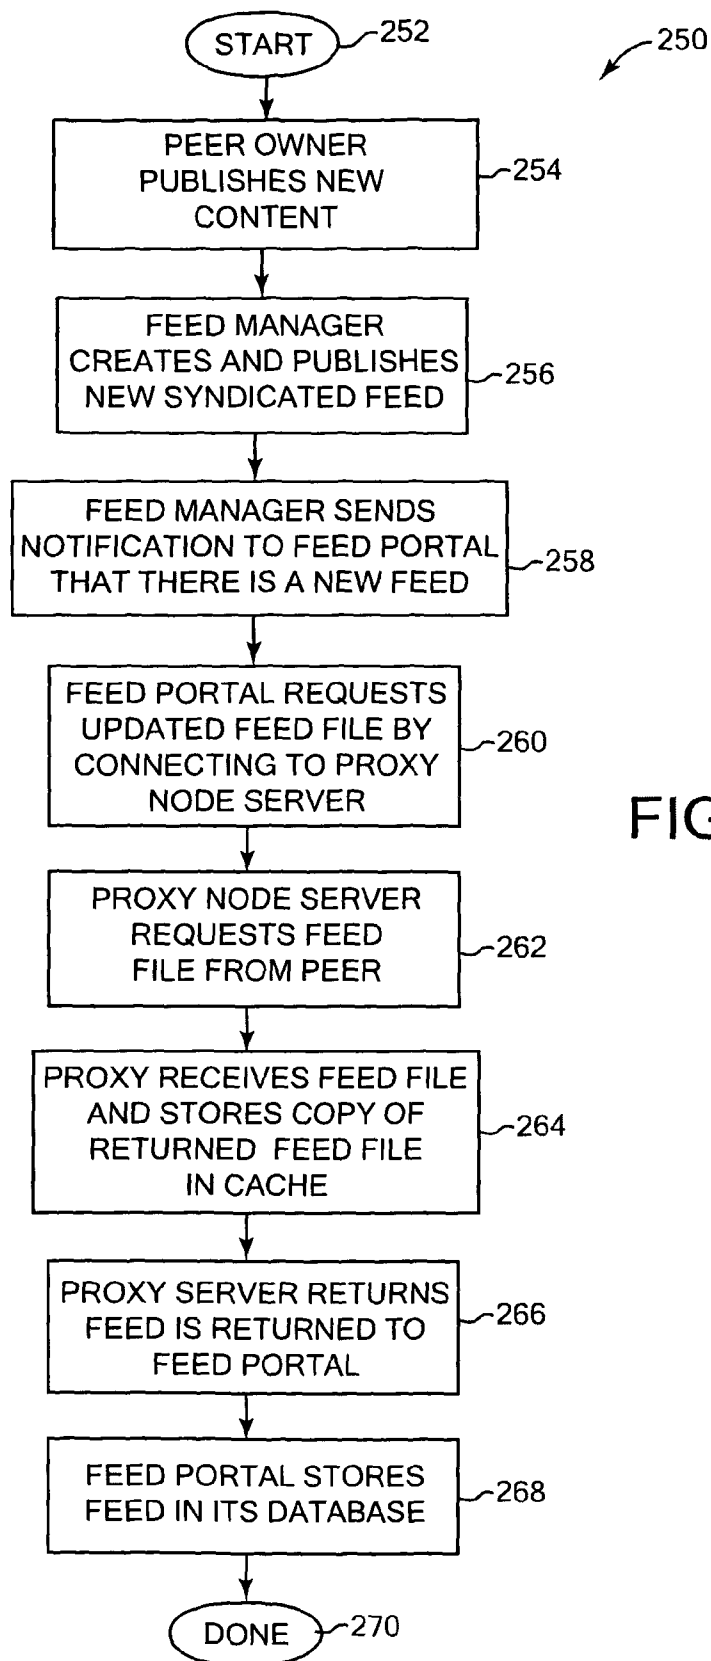 START
252
250
PEER OWNER
PUBLISHES NEW
CONTENT
254
FEED MANAGER
CREATES AND PUBLISHES
NEW SYNDICATED FEED
256
FEED MANAGER SENDS
NOTIFICATION TO FEED PORTAL
THAT THERE IS A NEW FEED
258
FEED PORTAL REQUESTS
UPDATED FEED FILE BY
CONNECTING TO PROXY
NODE SERVER
260
FIG
PROXY NODE SERVER
REQUESTS FEED
FILE FROM PEER
262
PROXY RECEIVES FEED FILE
AND STORES COPY OF
RETURNED FEED FILE
IN CACHE
264
PROXY SERVER RETURNS
FEED IS RETURNED TO
FEED PORTAL
266
FEED PORTAL STORES
FEED IN ITS DATABASE
268
DONE
270